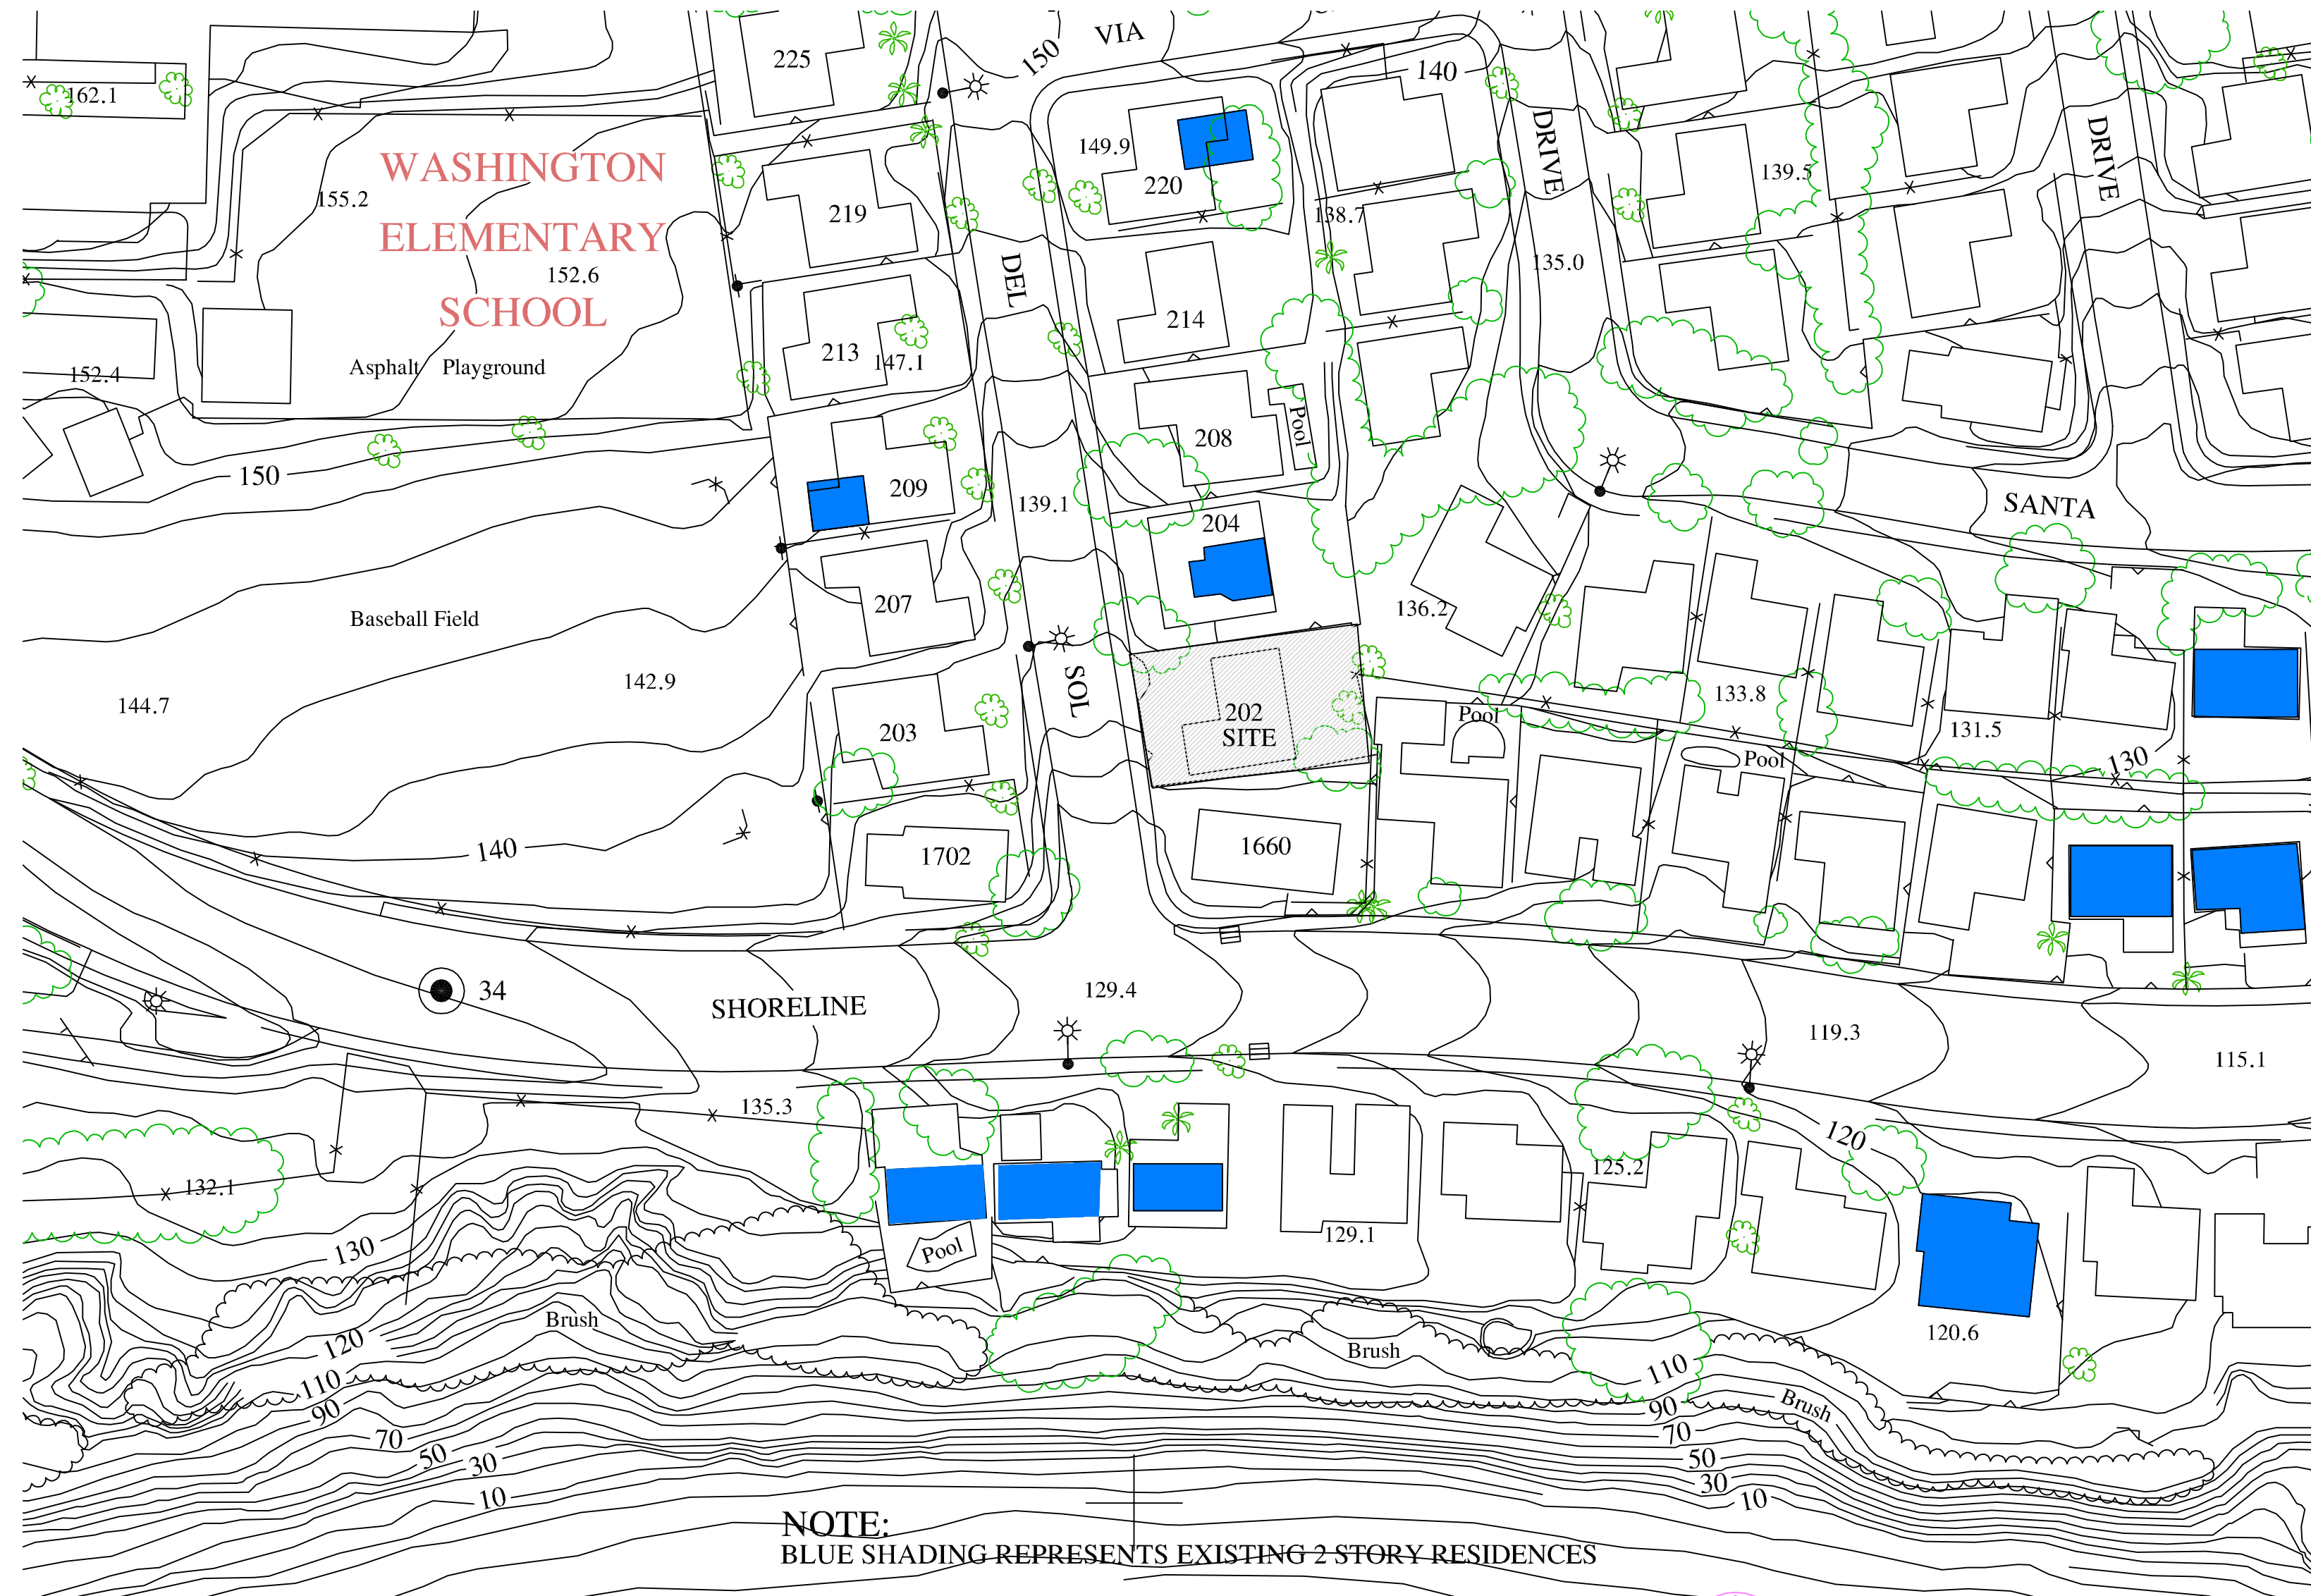 VIA
225
150
140
162.1
149.9
DRIVE
DRIVE
WASHINGTON
139.5
155.2
220
219
138.7
ELEMENTARY
152.6
DEL
135.0
SCHOOL
214
213
147.1
Asphalt Playground
152.4
Pool
208
150
209
139.1
SANTA
204
207
136.2
Baseball Field
142.9
SOL
133.8
144.7
202
SITE
Pool
203
131.5
Pool
130
140
1702
1660
34
SHORELINE
129.4
119.3
115.1
135.3
120
125.2
132.1
129.1
130
Pool
Brush
120.6
120
Brush
110
110
Brush
90
90
70
70
50
50
30
30
10
10
NOTE:
BLUE SHADING REPRESENTS EXISTING 2 STORY RESIDENCES